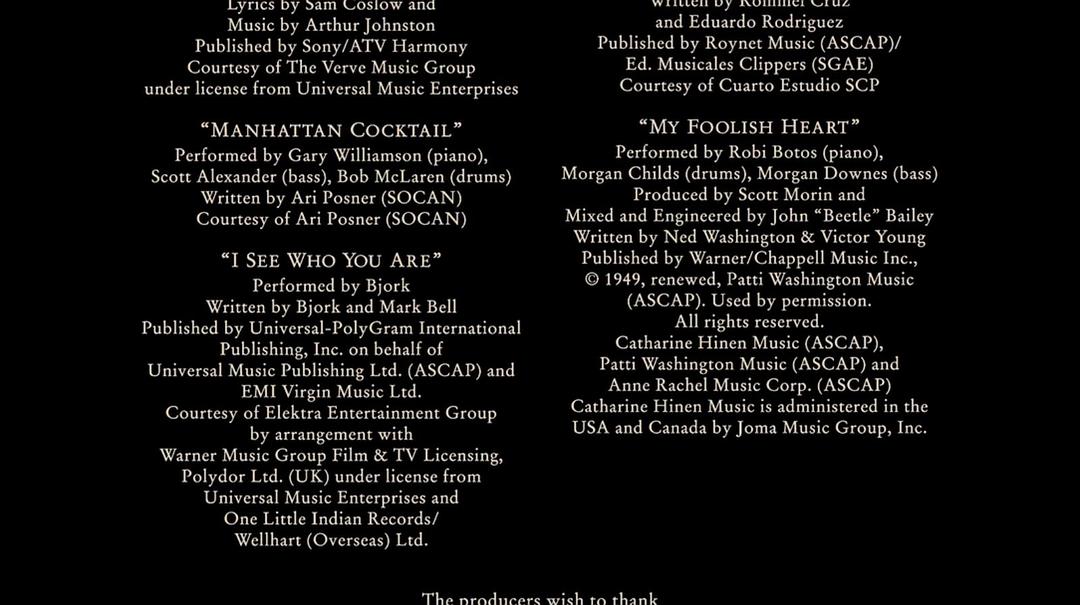 Lyrics by Sam Coslow and
Music by Arthur Johnston
Published by Sony/ATV Harmony
Courtesy of The Verve Music Group
under license from Universal Music Enterprises
“Manhattan Cocktail”
Performed by Gary Williamson (piano),
Scott Alexander (bass), Bob McLaren (drums)
Written by Ari Posner (SOCAN)
Courtesy of Ari Posner (SOCAN)
“I See Who You Are”
Performed by Bjork
Written by Bjork and Mark Bell
Published by Universal-PolyGram International
Publishing, Inc. on behalf of
Universal Music Publishing Ltd. (ASCAP) and
EMI Virgin Music Ltd.
Courtesy of Elektra Entertainment Group
by arrangement with
Warner Music Group Film & TV Licensing,
Polydor Ltd. (UK) under license from
Universal Music Enterprises and
One Little Indian Records/
Wellhart (Overseas) Ltd.
Written by Rommel Cruz
and Eduardo Rodriguez
Published by Roynet Music (ASCAP)/
Ed. Musicales Clippers (SGAE)
Courtesy of Cuarto Estudio SCP
“My Foolish Heart”
Performed by Robi Botos (piano),
Morgan Childs (drums), Morgan Downes (bass)
Produced by Scott Morin and
Mixed and Engineered by John “Beetle” Bailey
Written by Ned Washington & Victor Young
Published by Warner/Chappell Music Inc.,
© 1949, renewed, Patti Washington Music
(ASCAP). Used by permission.
All rights reserved.
Catharine Hinen Music (ASCAP),
Patti Washington Music (ASCAP) and
Anne Rachel Music Corp. (ASCAP)
Catharine Hinen Music is administered in the
USA and Canada by Joma Music Group, Inc.
The producers wish to thank